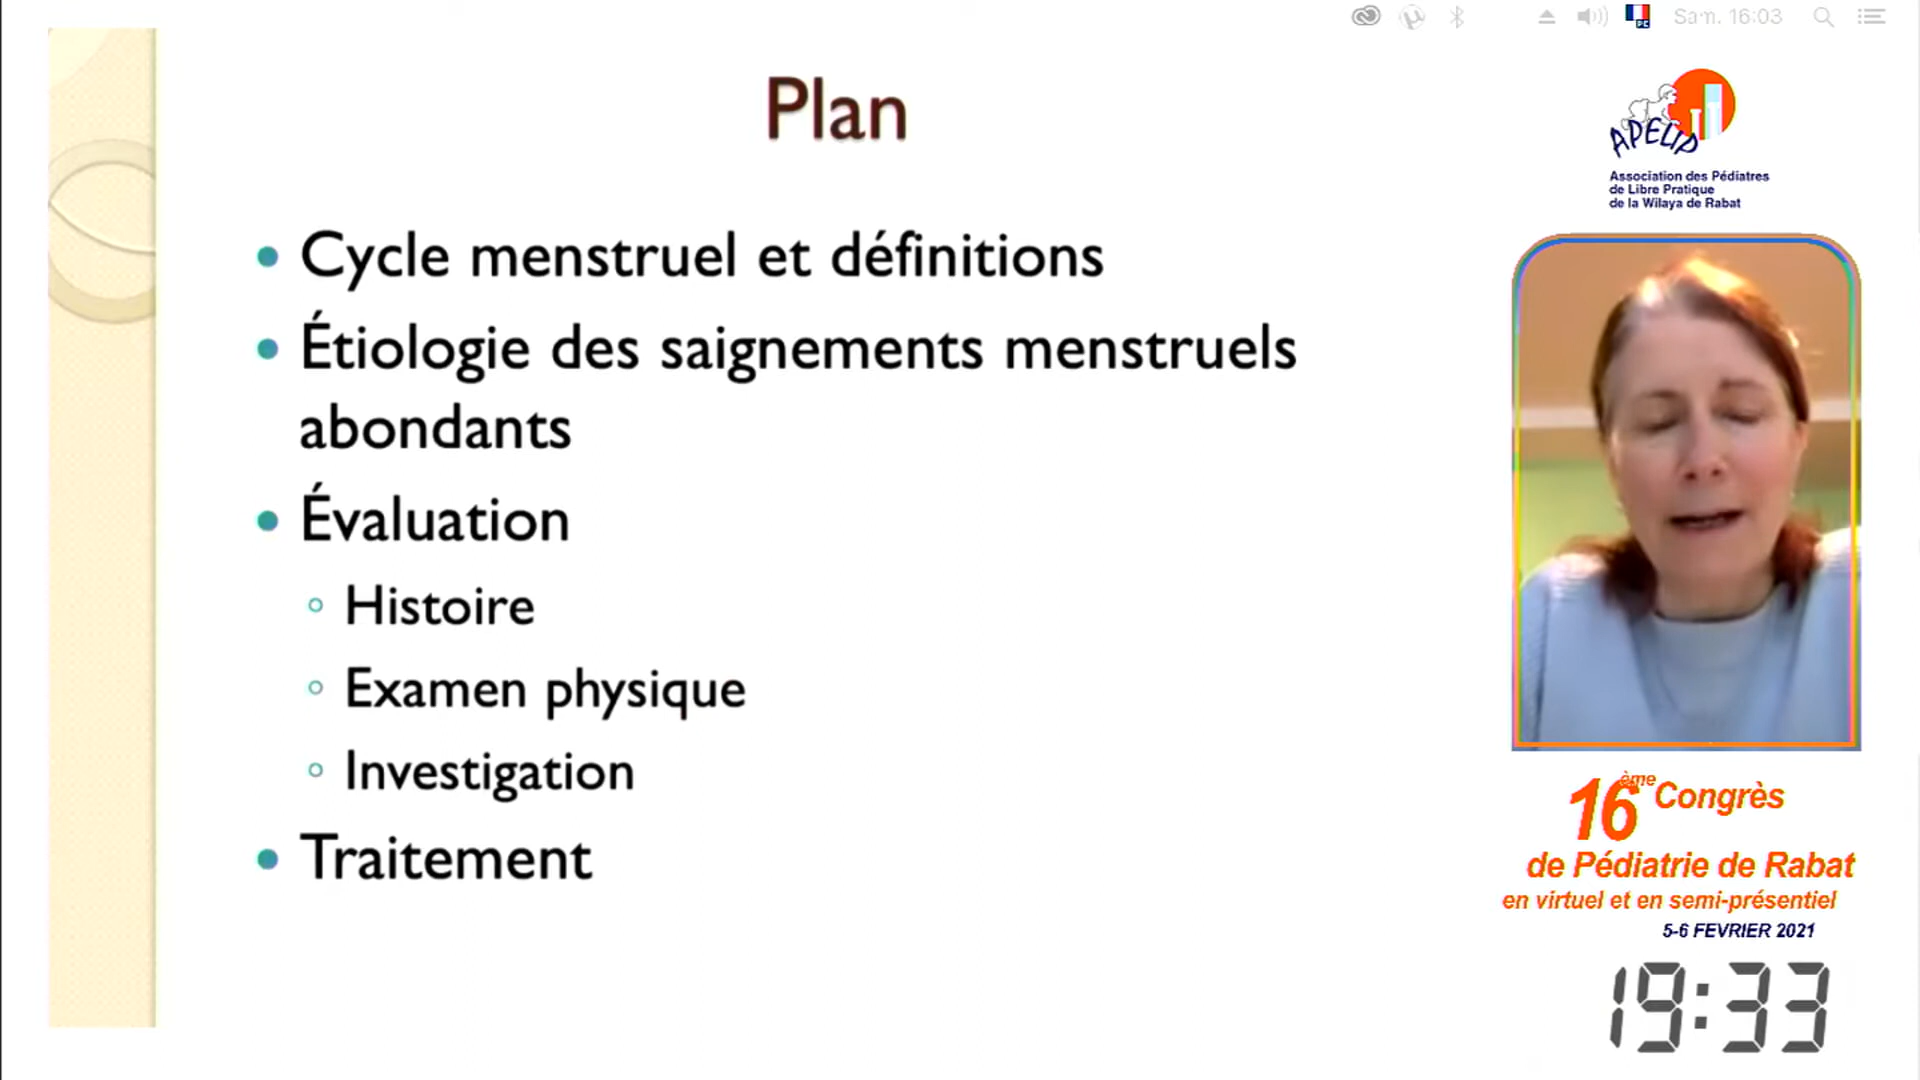 Sam. 16:03
Plan
• Cycle menstruel et définitions
• Étiologie des saignements menstruels
abondants
• Évaluation
◦ Histoire
◦ Examen physique
◦ Investigation
• Traitement
APELIP
Association des Pédiatres
de Libre Pratique
de la Wilaya de Rabat
16ème Congrès
de Pédiatrie de Rabat
en virtuel et en semi-présentiel
5-6 FEVRIER 2021
19:33